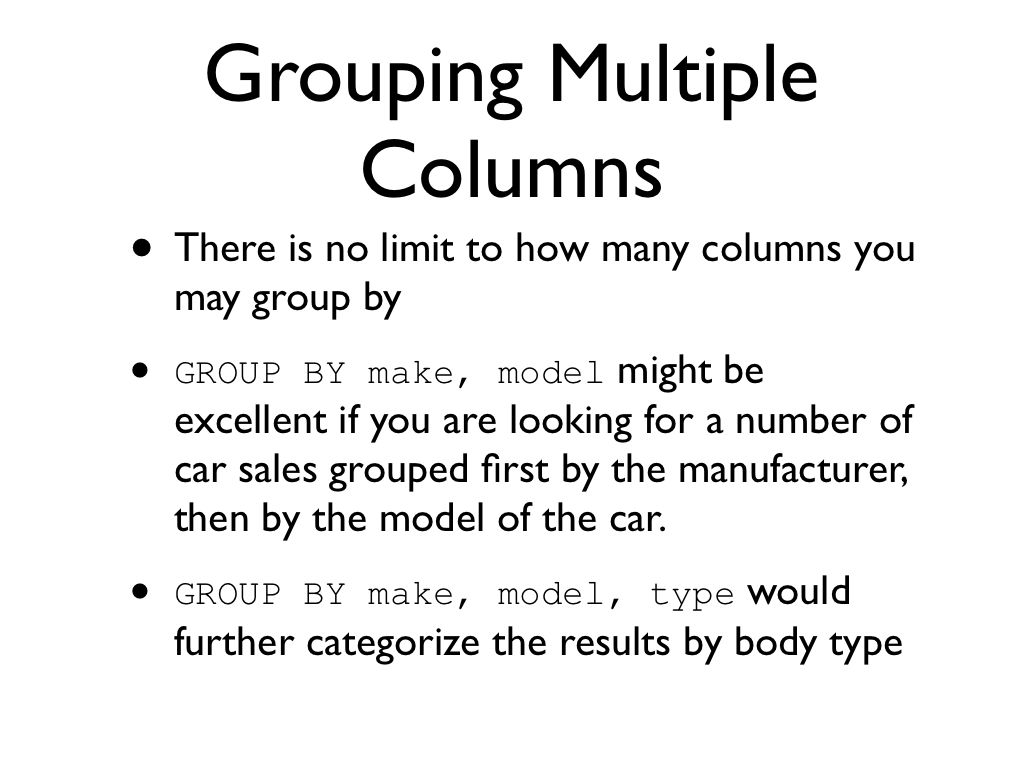 Grouping Multiple
Columns
• There is no limit to how many columns you
may group by
• GROUP BY make, model might be
excellent if you are looking for a number of
car sales grouped first by the manufacturer,
then by the model of the car.
• GROUP BY make, model, type would
further categorize the results by body type